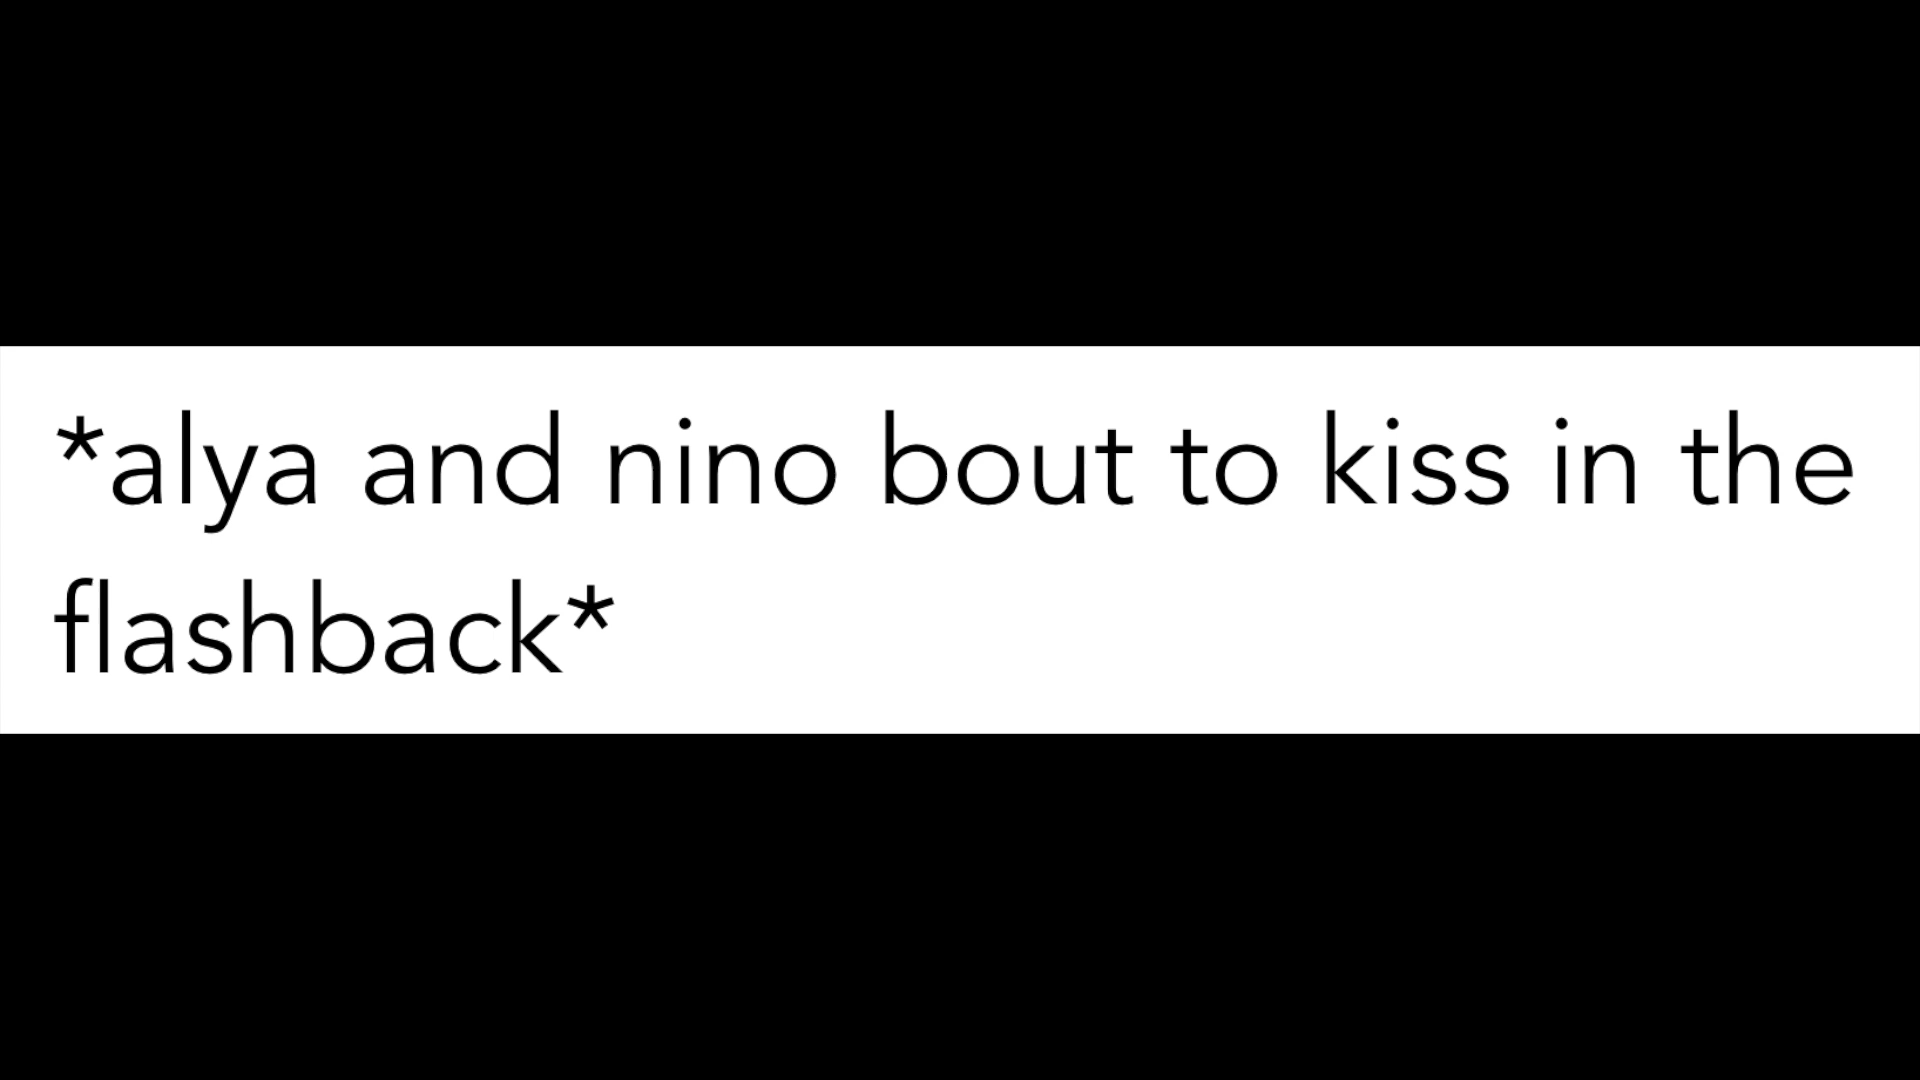 *alya and nino bout to kiss in the
flashback*